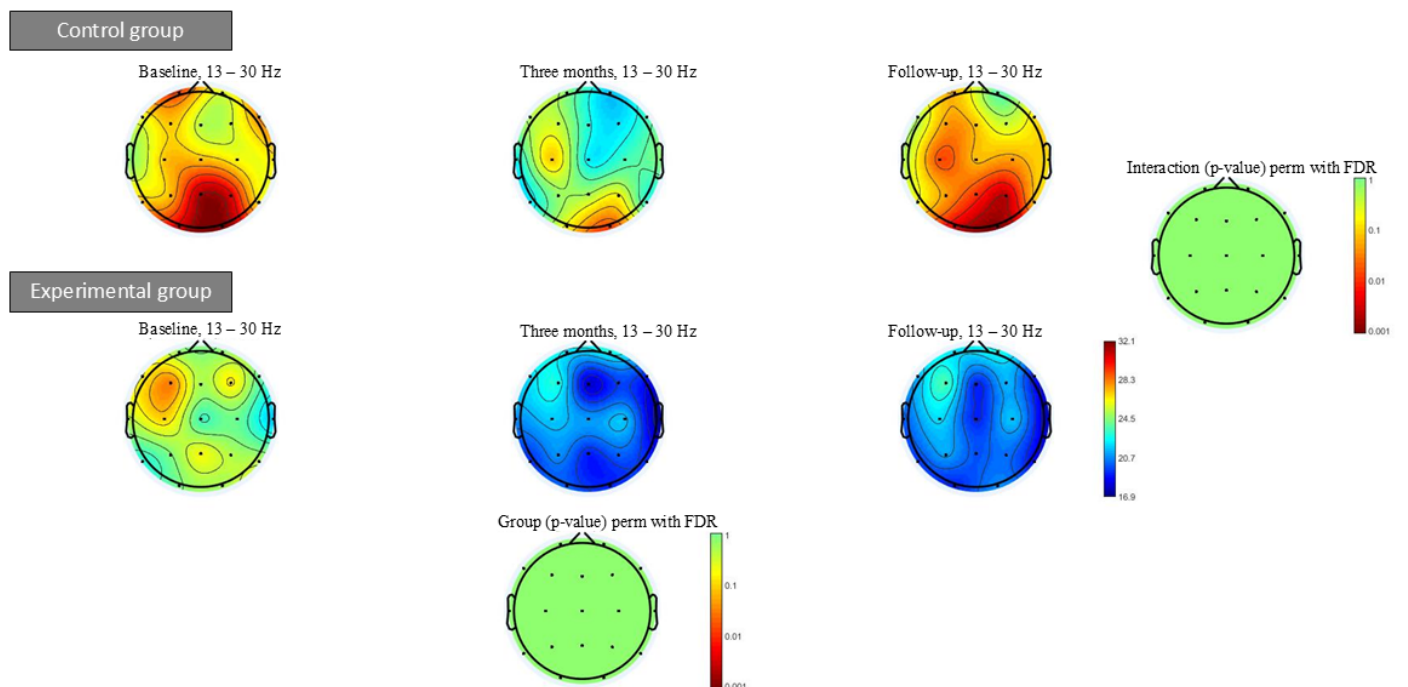 Control group
Baseline, 13 – 30 Hz
Three months, 13 – 30 Hz
Follow-up, 13 – 30 Hz
Interaction (p-value) perm with FDR
1
0.1
0.01
0.001
Experimental group
Baseline, 13 – 30 Hz
Three months, 13 – 30 Hz
Follow-up, 13 – 30 Hz
32.1
28.3
24.5
20.7
16.9
Group (p-value) perm with FDR
1
0.1
0.01
0.001